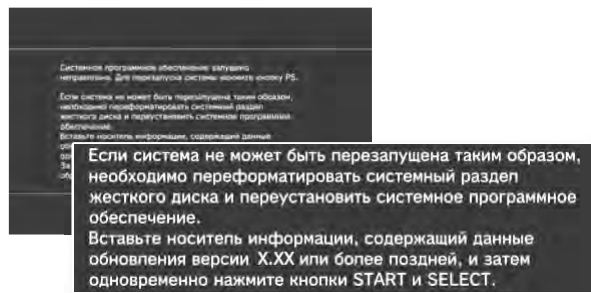 Системное программное обеспечение запущено
неправильно. Для перезапуска системы нажмите кнопку PS.
Если система не может быть перезапущена таким образом,
необходимо переформатировать системный раздел
жесткого диска и переустановить системное программное
обеспечение.
Вставьте носитель информации, содержащий данные
Если система не может быть перезапущена таким образом,
необходимо переформатировать системный раздел
жесткого диска и переустановить системное программное
обеспечение.
Вставьте носитель информации, содержащий данные
обновления версии X.XX или более поздней, и затем
одновременно нажмите кнопки START и SELECT.